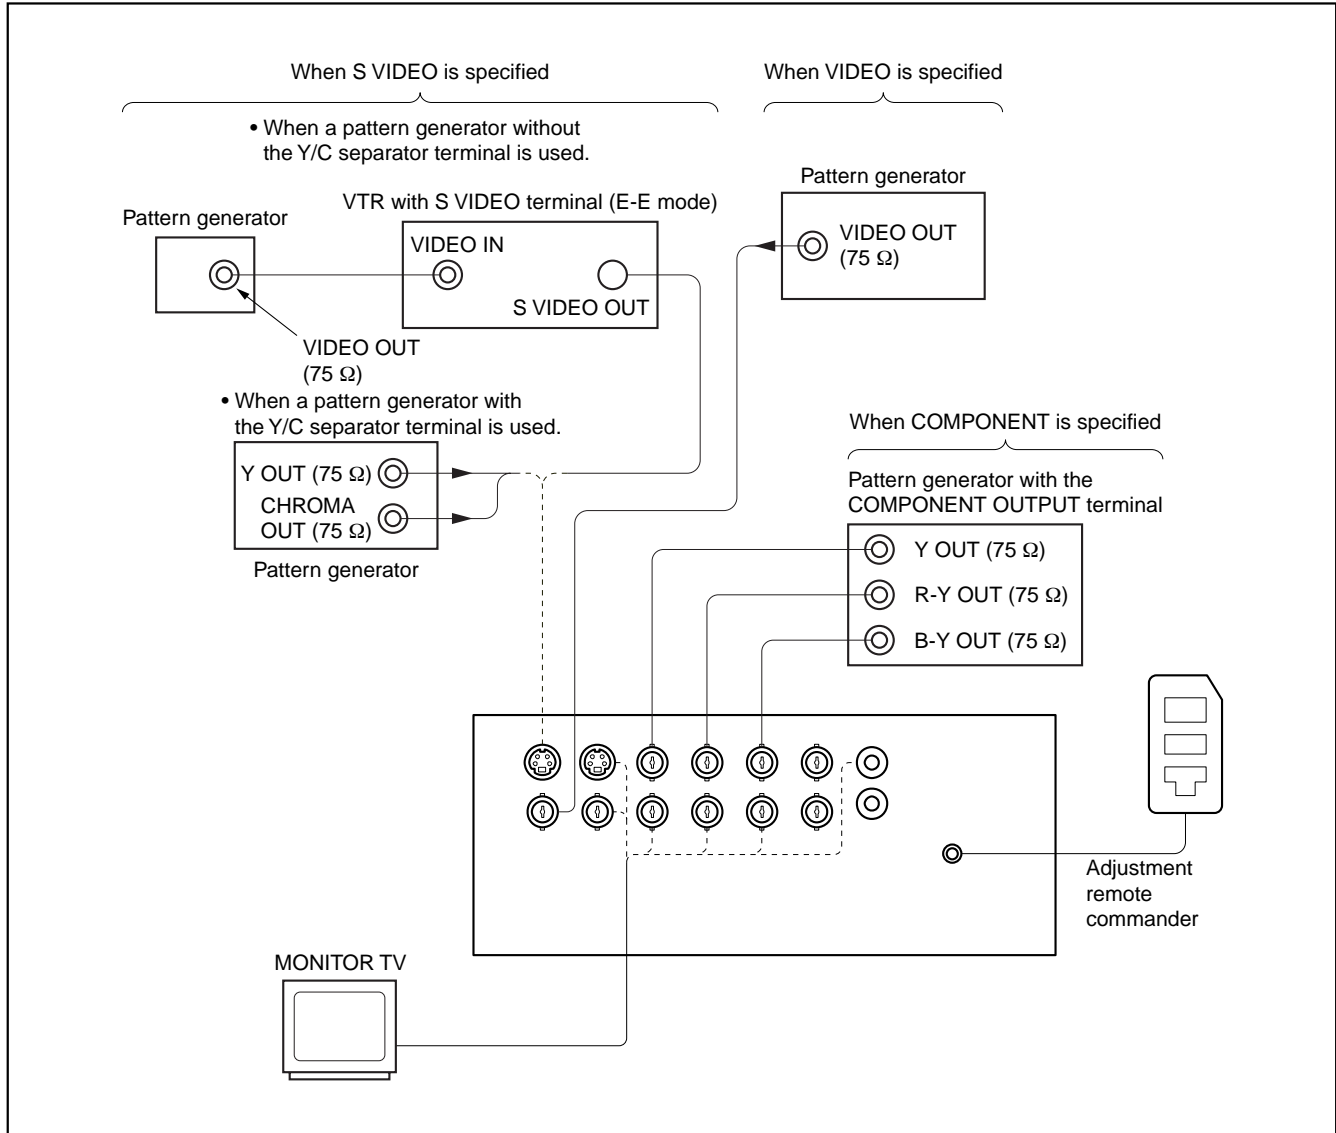 When S VIDEO is specified
When VIDEO is specified
• When a pattern generator without
the Y/C separator terminal is used.
Pattern generator
VTR with S VIDEO terminal (E-E mode)
VIDEO IN
S VIDEO OUT
VIDEO OUT
(75 Ω)
Pattern generator
VIDEO OUT
(75 Ω)
• When a pattern generator with
the Y/C separator terminal is used.
Y OUT (75 Ω)
CHROMA
OUT (75 Ω)
Pattern generator
When COMPONENT is specified
Pattern generator with the
COMPONENT OUTPUT terminal
Y OUT (75 Ω)
R-Y OUT (75 Ω)
B-Y OUT (75 Ω)
Adjustment
remote
commander
MONITOR TV